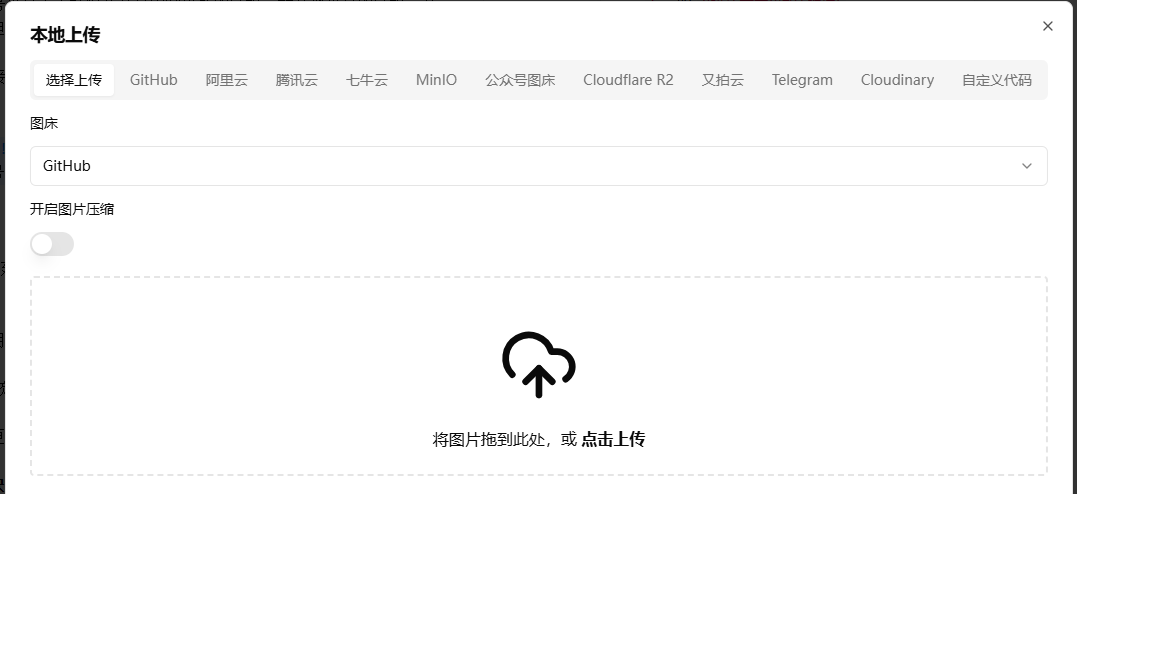 本地上传
选择上传 GitHub 阿里云 腾讯云 七牛云 MinIO 公众号图床 Cloudflare R2 又拍云 Telegram Cloudinary 自定义代码
图床
GitHub
开启图片压缩
将图片拖到此处，或 点击上传